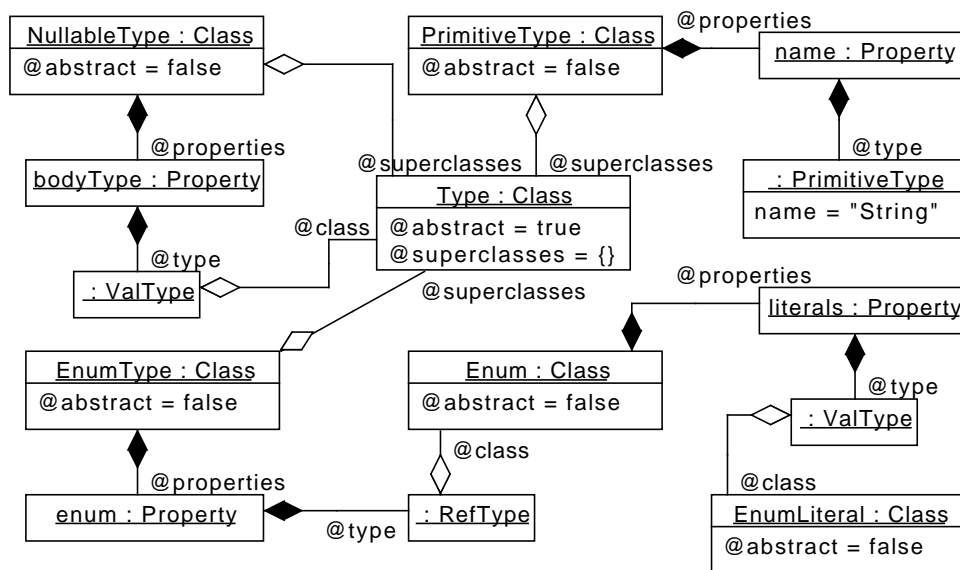 @properties
NullableType : Class
@abstract = false
PrimitiveType : Class
@abstract = false
name : Property
@properties
@superclasses
@superclasses
@type
bodyType : Property
: PrimitiveType
name = "String"
Type : Class
@abstract = true
@superclasses = {}
@class
@type
: ValType
@superclasses
@properties
literals : Property
EnumType : Class
@abstract = false
Enum : Class
@abstract = false
@type
: ValType
@class
@properties
@class
enum : Property
@type
: RefType
EnumLiteral : Class
@abstract = false